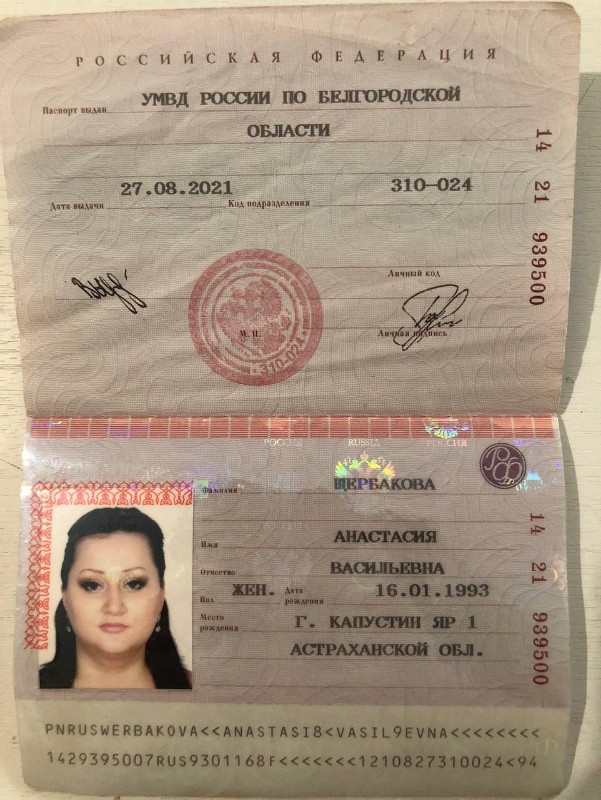 РОССИЙСКАЯ ФЕДЕРАЦИЯ
Паспорт выдан УМВД РОССИИ ПО БЕЛГОРОДСКОЙ
ОБЛАСТИ
Дата выдачи 27.08.2021 Код подразделения 310-024
14 21 939500
Личный код
М. П.
Личная подпись
310-024
РОССИЯ RUSSIA РОССИЯ
РФ
Фамилия ЩЕРБАКОВА
Имя АНАСТАСИЯ
Отчество ВАСИЛЬЕВНА
Пол ЖЕН. Дата рождения 16.01.1993
Место рождения Г. КАПУСТИН ЯР 1
АСТРАХАНСКОЙ ОБЛ.
14 21 939500
PNRUSWERBAKOVA<<ANASTASI8<VASIL9EVNA<<<<<<<<
1429395007RUS9301168F<<<<<<<1210827310024<94